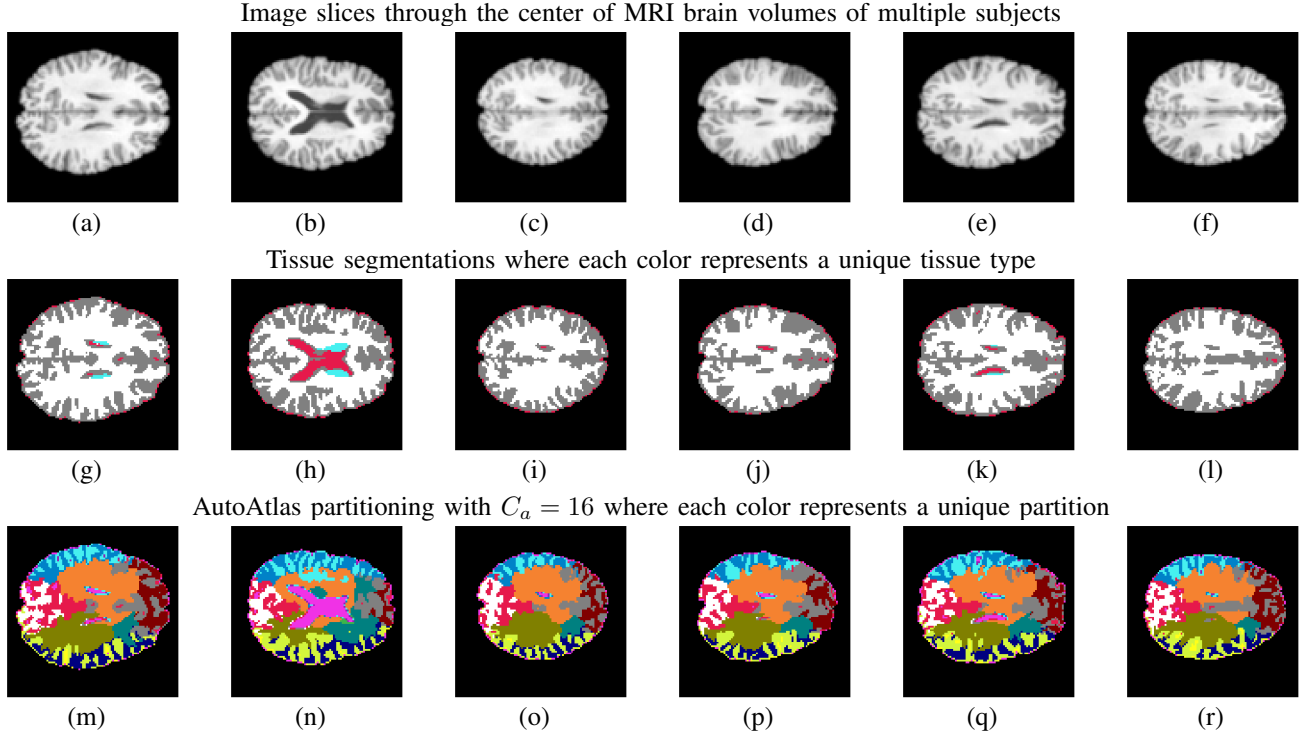 Image slices through the center of MRI brain volumes of multiple subjects
(a) (b) (c) (d) (e) (f)
Tissue segmentations where each color represents a unique tissue type
(g) (h) (i) (j) (k) (l)
AutoAtlas partitioning with $C_a = 16$ where each color represents a unique partition
(m) (n) (o) (p) (q) (r)